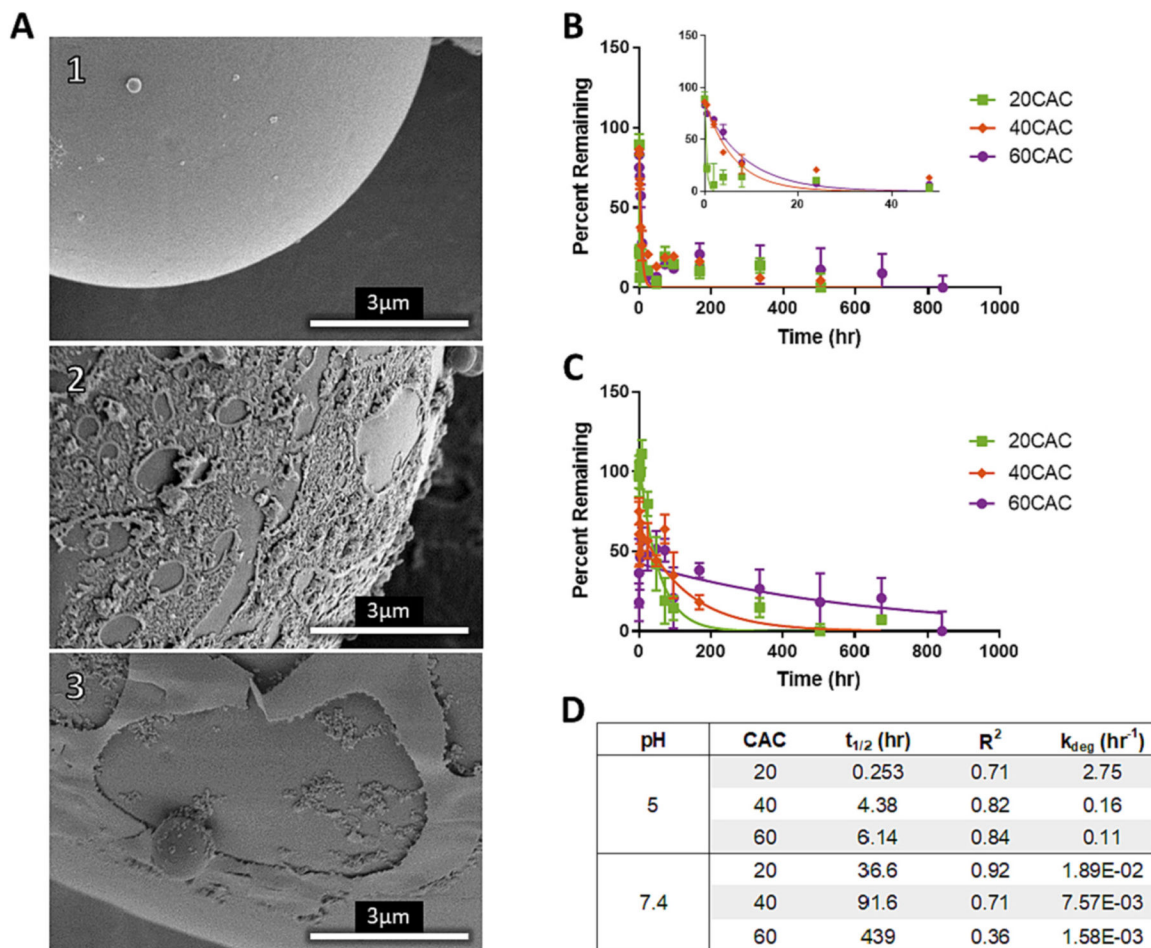 A
1
3μm
2
3μm
3
3μm
B
Percent Remaining
150
100
50
0
0 200 400 600 800 1000
Time (hr)
150
100
50
0
0 20 40
20CAC
40CAC
60CAC
C
Percent Remaining
150
100
50
0
0 200 400 600 800 1000
Time (hr)
20CAC
40CAC
60CAC
D
pH CAC t1/2 (hr) R2 kdeg (hr-1)
5 20 0.253 0.71 2.75
40 4.38 0.82 0.16
60 6.14 0.84 0.11
7.4 20 36.6 0.92 1.89E-02
40 91.6 0.71 7.57E-03
60 439 0.36 1.58E-03